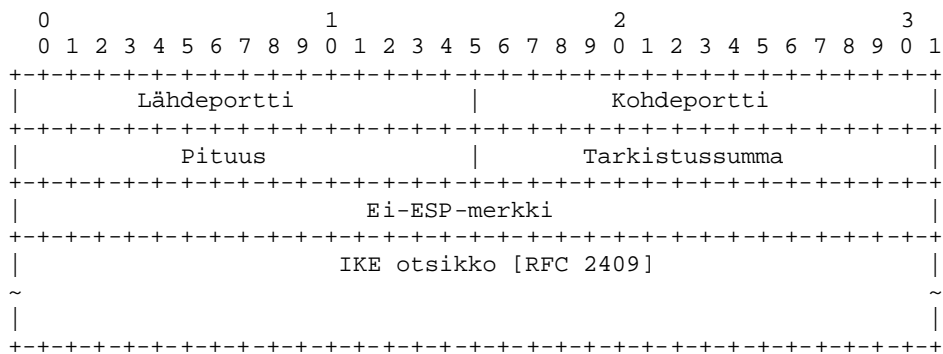 0 1 2 3
0 1 2 3 4 5 6 7 8 9 0 1 2 3 4 5 6 7 8 9 0 1 2 3 4 5 6 7 8 9 0 1
+-+-+-+-+-+-+-+-+-+-+-+-+-+-+-+-+-+-+-+-+-+-+-+-+-+-+-+-+-+-+-+-+
| Lähdeportti | Kohdeportti |
+-+-+-+-+-+-+-+-+-+-+-+-+-+-+-+-+-+-+-+-+-+-+-+-+-+-+-+-+-+-+-+-+
| Pituus | Tarkistussumma |
+-+-+-+-+-+-+-+-+-+-+-+-+-+-+-+-+-+-+-+-+-+-+-+-+-+-+-+-+-+-+-+-+
| Ei-ESP-merkki |
+-+-+-+-+-+-+-+-+-+-+-+-+-+-+-+-+-+-+-+-+-+-+-+-+-+-+-+-+-+-+-+-+
| IKE otsikko [RFC 2409] |
~ ~
| |
+-+-+-+-+-+-+-+-+-+-+-+-+-+-+-+-+-+-+-+-+-+-+-+-+-+-+-+-+-+-+-+-+